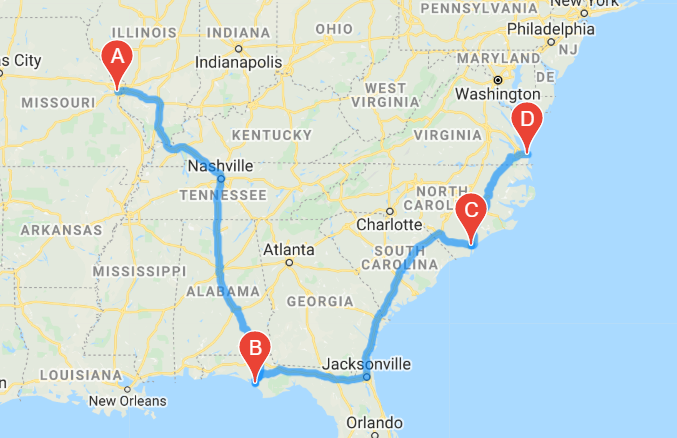 New York
PENNSYLVANIA
ILLINOIS
INDIANA
OHIO
Philadelphia
A
NJ
s City
Indianapolis
MARYLAND
DE
MISSOURI
WEST
VIRGINIA
Washington
D
KENTUCKY
VIRGINIA
Nashville
TENNESSEE
NORTH
CAROL
C
Charlotte
ARKANSAS
Atlanta
SOUTH
CAROLINA
MISSISSIPPI
ALABAMA
GEORGIA
B
Jacksonville
LOUISIANA
n
New Orleans
Orlando